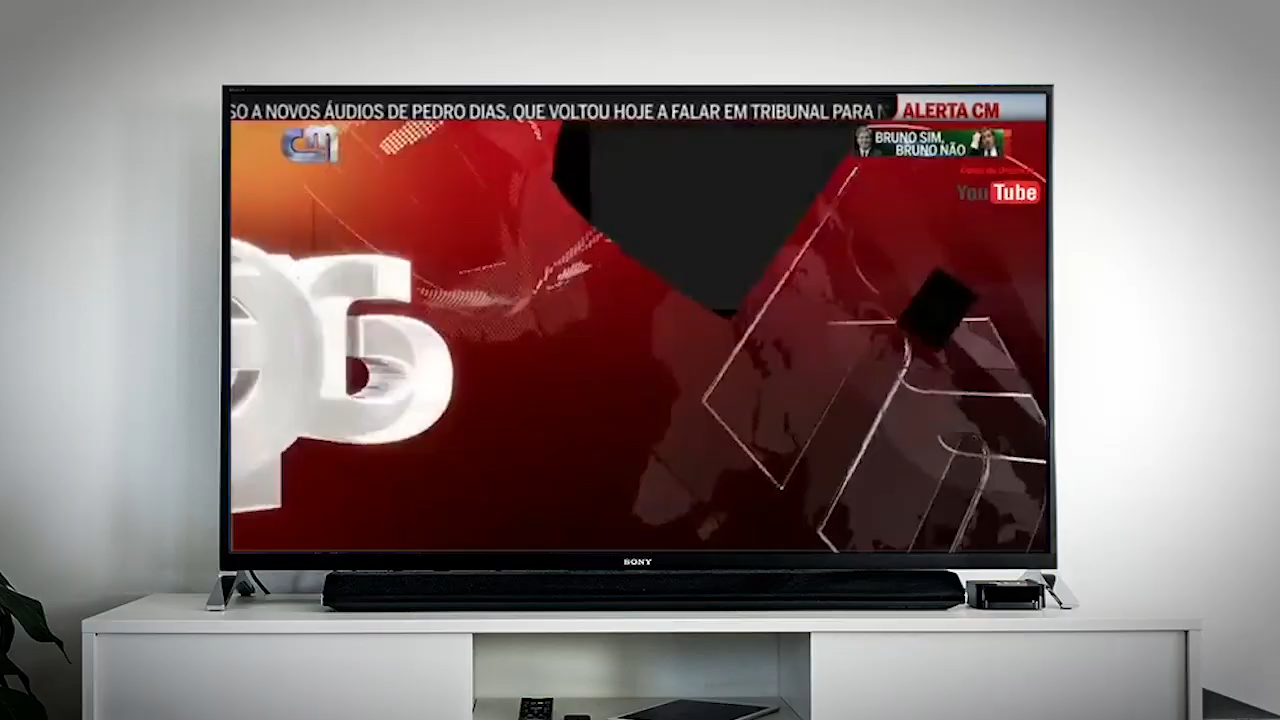 SO A NOVOS ÁUDIOS DE PEDRO DIAS, QUE VOLTOU HOJE A FALAR EM TRIBUNAL PARA
ALERTA CM
CM
BRUNO SIM,
BRUNO NÃO
YouTube
SONY